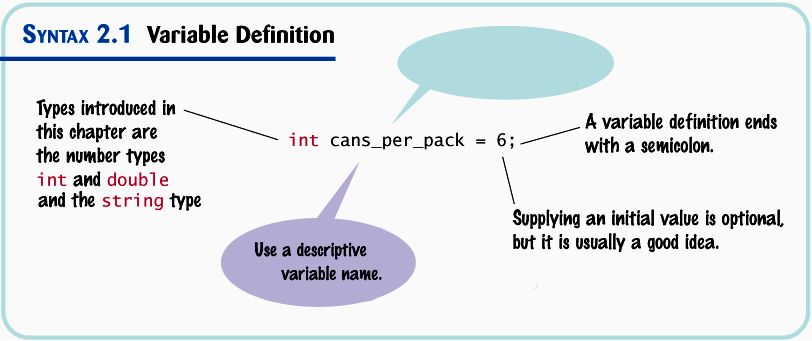 SYNTAX 2.1 Variable Definition
Types introduced in
this chapter are
the number types
int and double
and the string type
int cans_per_pack = 6;
A variable definition ends
with a semicolon.
Supplying an initial value is optional,
but it is usually a good idea.
Use a descriptive
variable name.